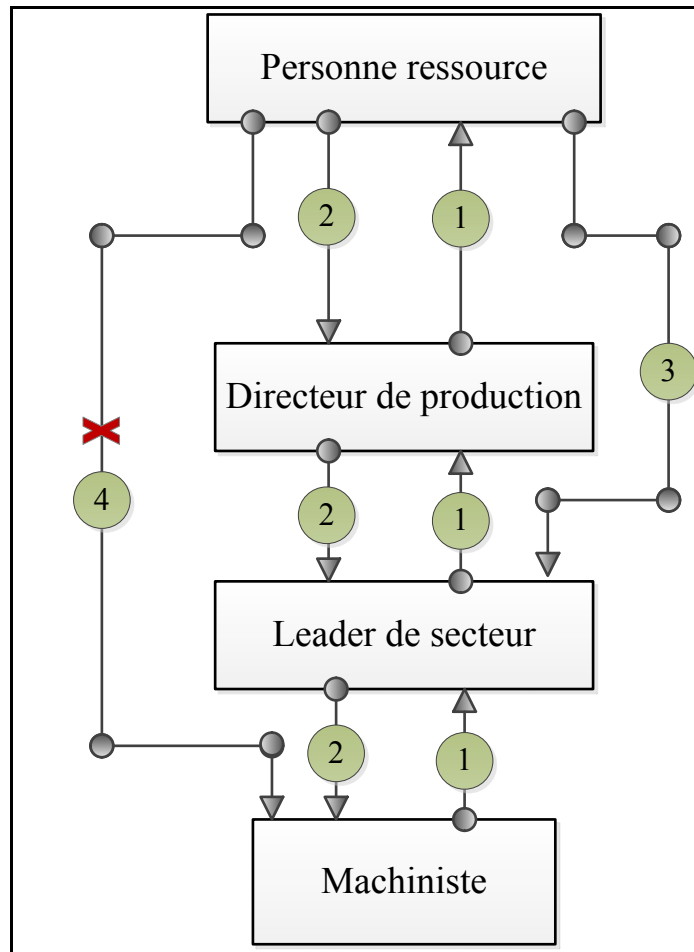 Personne ressource
2
1
3
Directeur de production
4
2
1
Leader de secteur
2
1
Machiniste